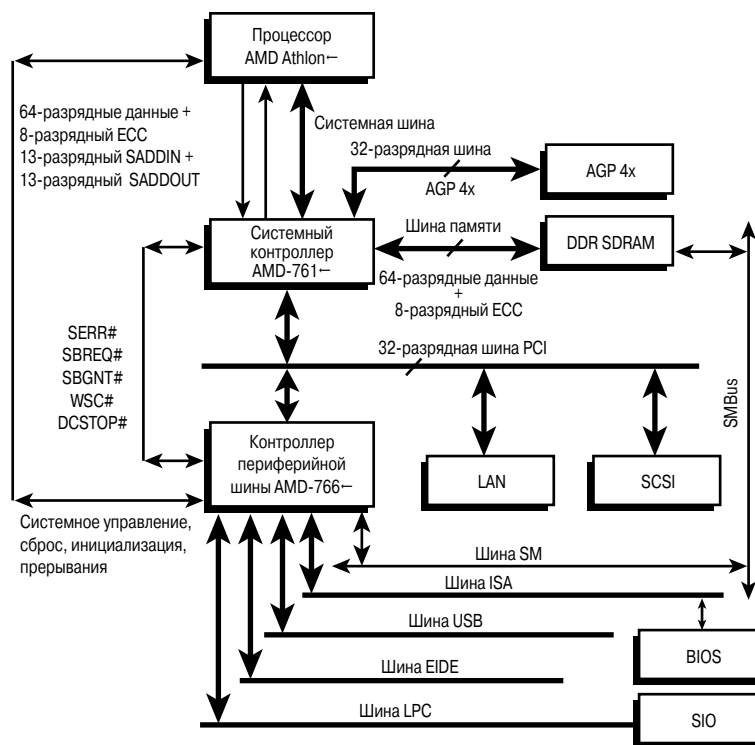 Процессор
AMD Athlon←
64-разрядные данные +
8-разрядный ECC
13-разрядный SADDIN +
13-разрядный SADDOUT
Системная шина
32-разрядная шина
AGP 4x
AGP 4x
Системный
контроллер
AMD-761←
Шина памяти
DDR SDRAM
64-разрядные данные
+
8-разрядный ECC
SERR#
SBREQ#
SBGNT#
WSC#
DCSTOP#
32-разрядная шина PCI
SMBus
Контроллер
периферийной
шины AMD-766←
LAN
SCSI
Системное управление,
сброс, инициализация,
прерывания
Шина SM
Шина ISA
Шина USB
BIOS
Шина EIDE
Шина LPC
SIO